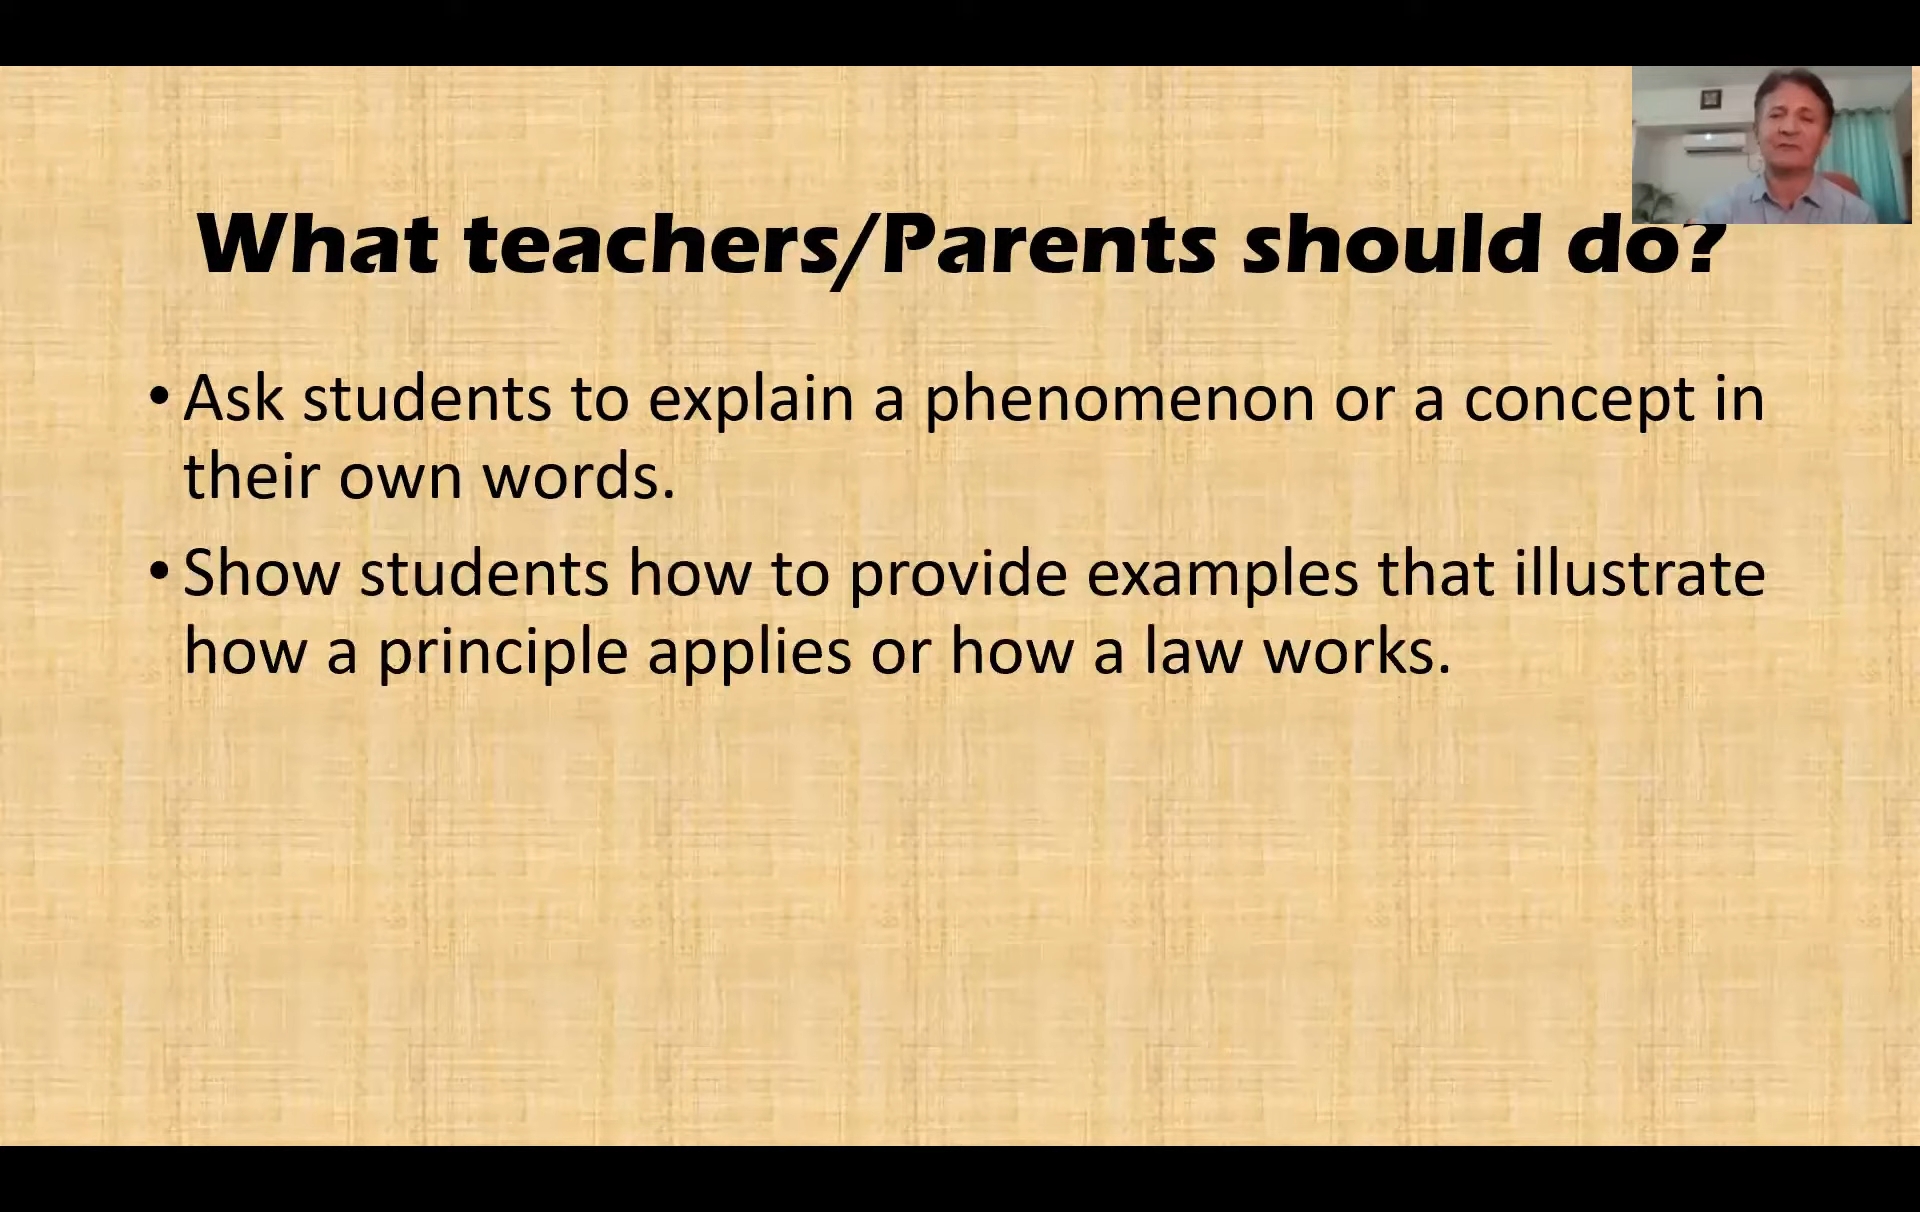 What teachers/Parents should do?
• Ask students to explain a phenomenon or a concept in
their own words.
• Show students how to provide examples that illustrate
how a principle applies or how a law works.